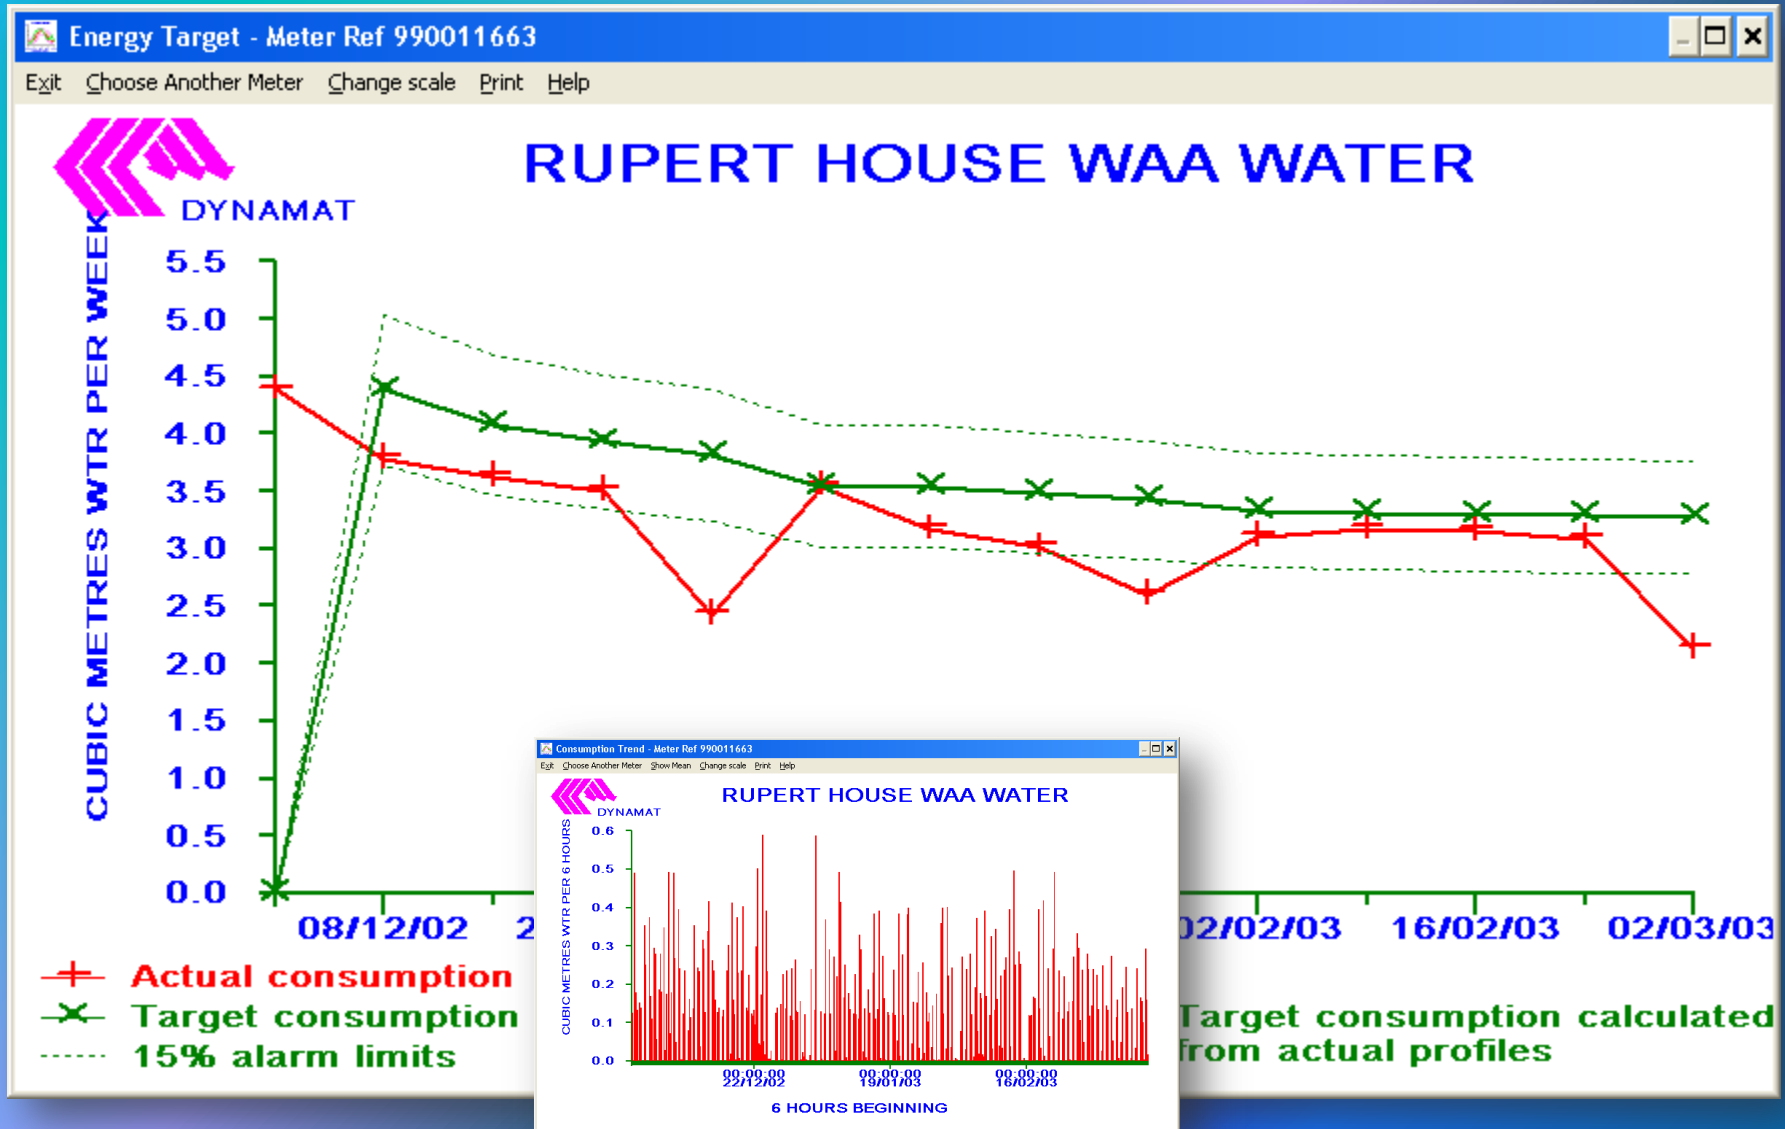 Energy Target - Meter Ref 990011663
Exit Choose Another Meter Change scale Print Help
RUPERT HOUSE WAA WATER
DYNAMAT
CUBIC METRES WTR PER WEEK
5.5
5.0
4.5
4.0
3.5
3.0
2.5
2.0
1.5
1.0
0.5
0.0
08/12/02 2 02/02/03 16/02/03 02/03/03
Actual consumption
Target consumption
15% alarm limits
Target consumption calculated
from actual profiles
Consumption Trend - Meter Ref 990011663
Exit Choose Another Meter Show Mean Change scale Print Help
RUPERT HOUSE WAA WATER
DYNAMAT
CUBIC METRES WTR PER 6 HOURS
0.6
0.5
0.4
0.3
0.2
0.1
0.0
00:00:00 00:00:00 00:00:00
22/12/02 19/01/03 16/02/03
6 HOURS BEGINNING